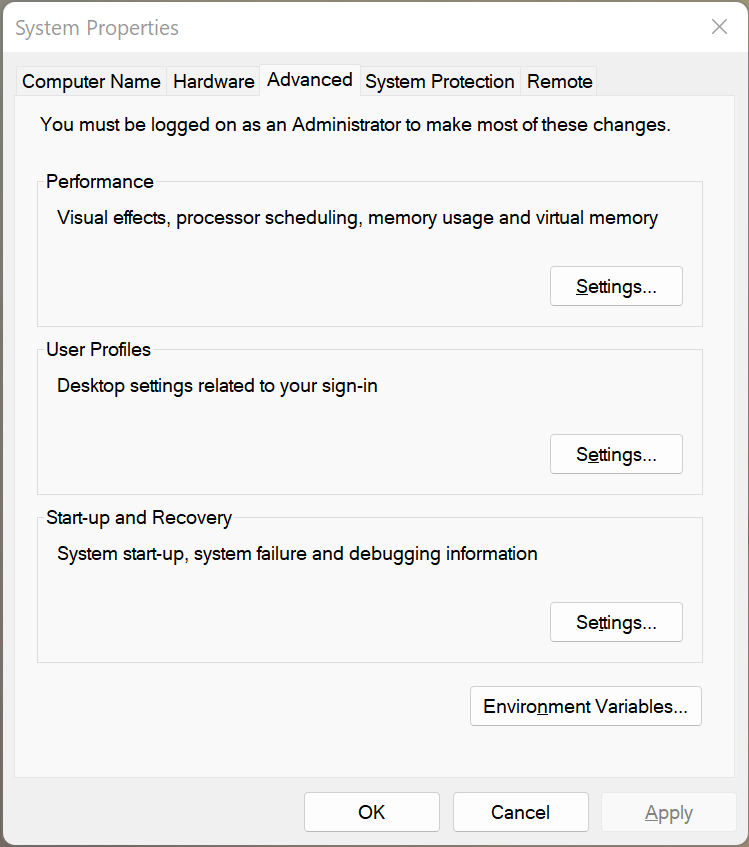 System Properties
Computer Name Hardware Advanced System Protection Remote
You must be logged on as an Administrator to make most of these changes.
Performance
Visual effects, processor scheduling, memory usage and virtual memory
Settings...
User Profiles
Desktop settings related to your sign-in
Settings...
Start-up and Recovery
System start-up, system failure and debugging information
Settings...
Environment Variables...
OK Cancel Apply